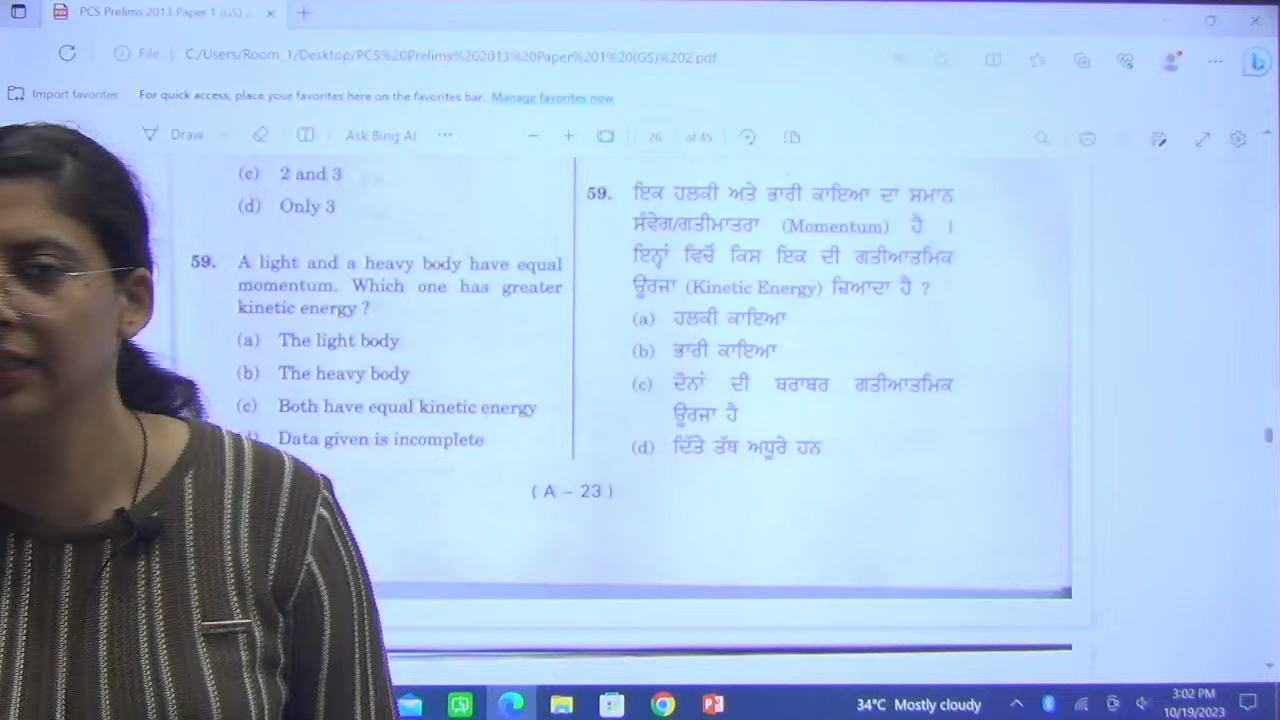 PCS Prelims 2013 Paper 1 (GS)
File C:/Users/Room_1/Desktop/PCS%20Prelims%202013%20Paper%201%20(GS)%202.pdf
Import favorites For quick access, place your favorites here on the favorites bar. Manage favorites now
Draw Ask Bing AI 26 of 45
(c) 2 and 3
(d) Only 3
59. A light and a heavy body have equal
momentum. Which one has greater
kinetic energy ?
(a) The light body
(b) The heavy body
(c) Both have equal kinetic energy
Data given is incomplete
59. ਇਕ ਹਲਕੀ ਅਤੇ ਭਾਰੀ ਕਾਇਆ ਦਾ ਸਮਾਨ
ਸੰਵੇਗ/ਗਤੀਮਾਤਰਾ (Momentum) ਹੈ ।
ਇਨ੍ਹਾਂ ਵਿਚੋਂ ਕਿਸ ਇਕ ਦੀ ਗਤੀਆਤਮਿਕ
ਊਰਜਾ (Kinetic Energy) ਜ਼ਿਆਦਾ ਹੈ ?
(a) ਹਲਕੀ ਕਾਇਆ
(b) ਭਾਰੀ ਕਾਇਆ
(c) ਦੋਨਾਂ ਦੀ ਬਰਾਬਰ ਗਤੀਆਤਮਿਕ
ਊਰਜਾ ਹੈ
(d) ਦਿੱਤੇ ਤੱਥ ਅਧੂਰੇ ਹਨ
( A – 23 )
34°C Mostly cloudy
3:02 PM
10/19/2023